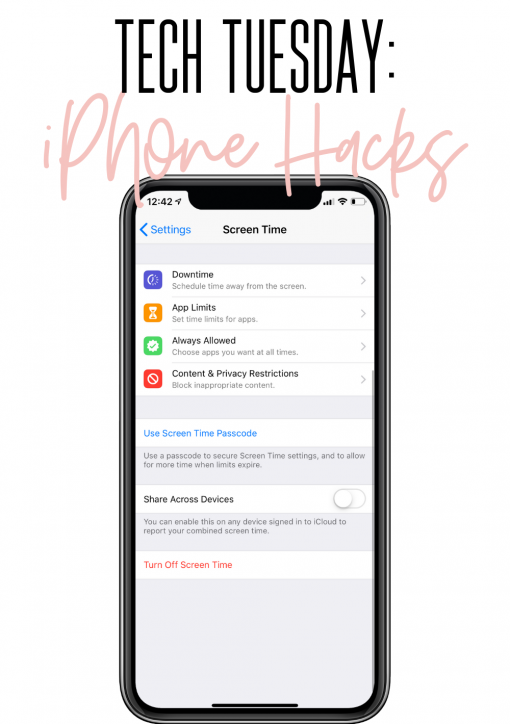 TECH TUESDAY:
iPhone Hacks
12:42
Settings
Screen Time
Downtime
Schedule time away from the screen.
App Limits
Set time limits for apps.
Always Allowed
Choose apps you want at all times.
Content & Privacy Restrictions
Block inappropriate content.
Use Screen Time Passcode
Use a passcode to secure Screen Time settings, and to allow
for more time when limits expire.
Share Across Devices
You can enable this on any device signed in to iCloud to
report your combined screen time.
Turn Off Screen Time